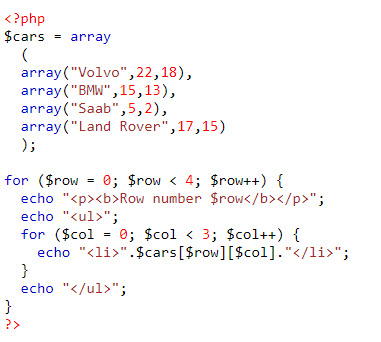 <?php
$cars = array
  (
  array("Volvo",22,18),
  array("BMW",15,13),
  array("Saab",5,2),
  array("Land Rover",17,15)
  );

for ($row = 0; $row < 4; $row++) {
  echo "<p><b>Row number $row</b></p>";
  echo "<ul>";
  for ($col = 0; $col < 3; $col++) {
    echo "<li>".$cars[$row][$col]."</li>";
  }
  echo "</ul>";
}
?>